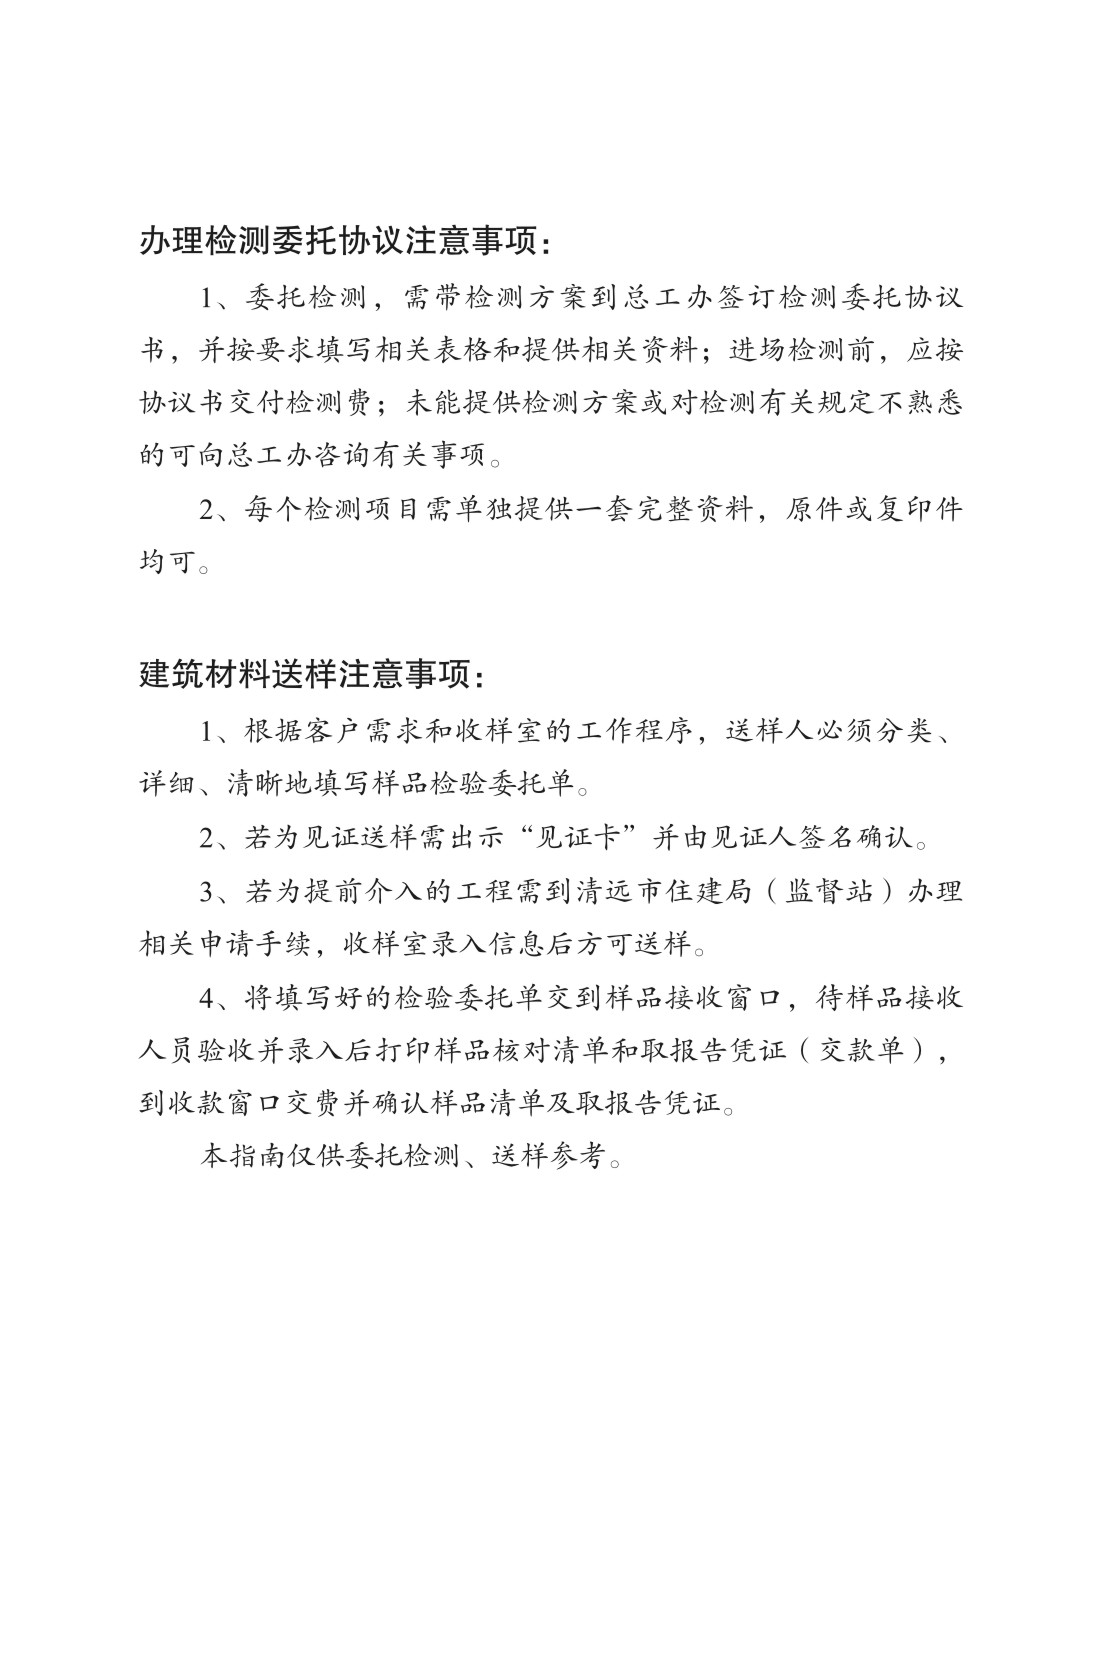 办理检测委托协议注意事项：
1、委托检测，需带检测方案到总工办签订检测委托协议
书，并按要求填写相关表格和提供相关资料；进场检测前，应按
协议书交付检测费；未能提供检测方案或对检测有关规定不熟悉
的可向总工办咨询有关事项。
2、每个检测项目需单独提供一套完整资料，原件或复印件
均可。
建筑材料送样注意事项：
1、根据客户需求和收样室的工作程序，送样人必须分类、
详细、清晰地填写样品检验委托单。
2、若为见证送样需出示“见证卡”并由见证人签名确认。
3、若为提前介入的工程需到清远市住建局（监督站）办理
相关申请手续，收样室录入信息后方可送样。
4、将填写好的检验委托单交到样品接收窗口，待样品接收
人员验收并录入后打印样品核对清单和取报告凭证（交款单），
到收款窗口交费并确认样品清单及取报告凭证。
本指南仅供委托检测、送样参考。